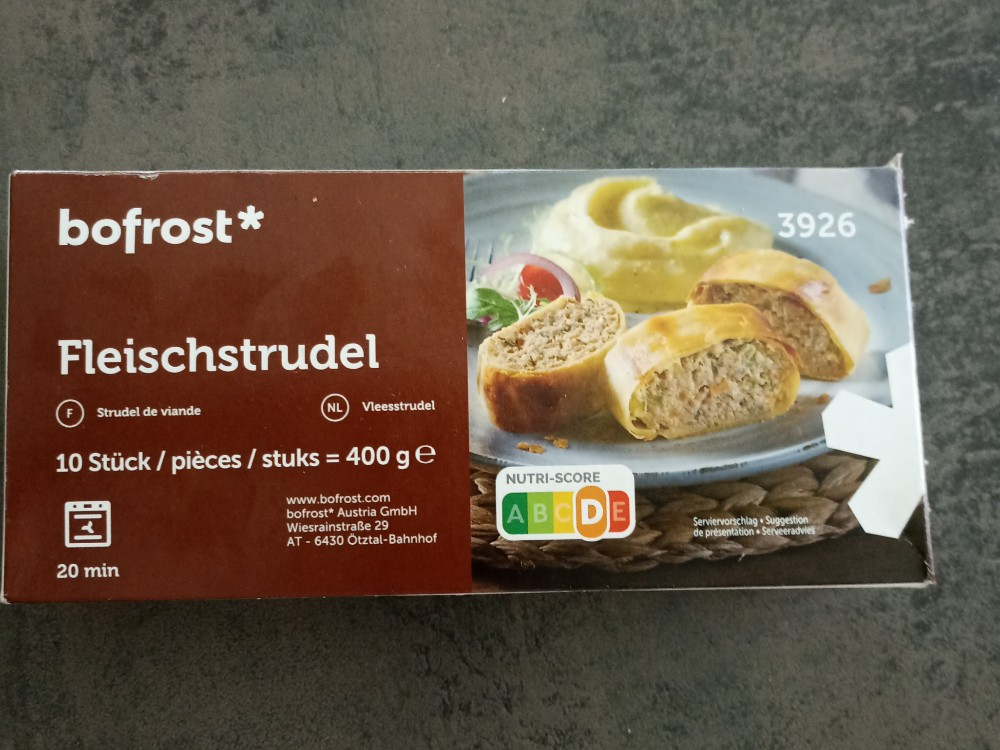 bofrost*
Fleischstrudel
F Strudel de viande
NL Vleesstrudel
10 Stück / pièces / stuks = 400 g ℮
www.bofrost.com
bofrost* Austria GmbH
Wiesrainstraße 29
AT - 6430 Ötztal-Bahnhof
20 min
3926
NUTRI-SCORE
A B C D E
Serviervorschlag • Suggestion
de présentation • Serveeradvies